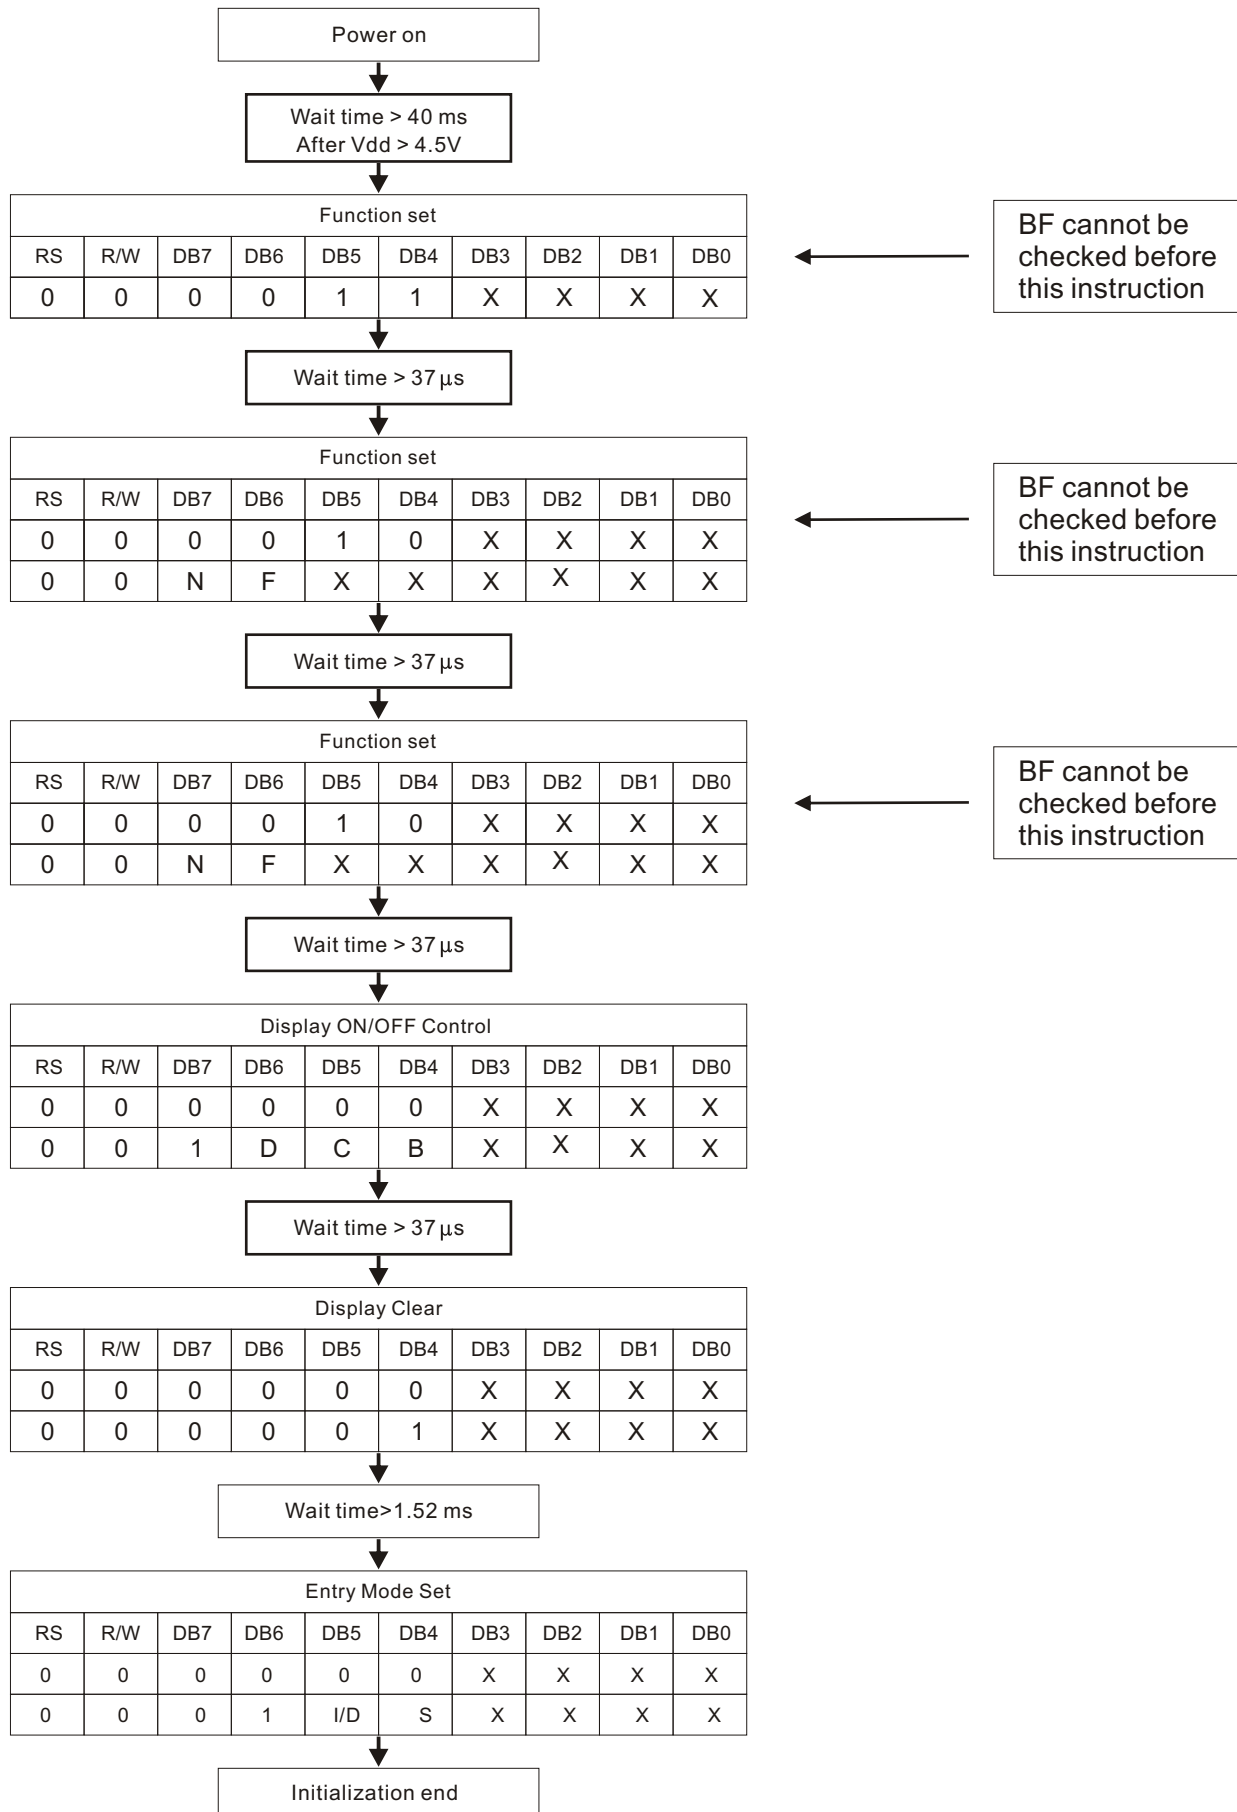 Power on
Wait time > 40 ms
After Vdd > 4.5V
Function set
RS R/W DB7 DB6 DB5 DB4 DB3 DB2 DB1 DB0
0 0 0 0 1 1 X X X X
BF cannot be
checked before
this instruction
Wait time > 37 µs
Function set
RS R/W DB7 DB6 DB5 DB4 DB3 DB2 DB1 DB0
0 0 0 0 1 0 X X X X
0 0 N F X X X X X X
BF cannot be
checked before
this instruction
Wait time > 37 µs
Function set
RS R/W DB7 DB6 DB5 DB4 DB3 DB2 DB1 DB0
0 0 0 0 1 0 X X X X
0 0 N F X X X X X X
BF cannot be
checked before
this instruction
Wait time > 37 µs
Display ON/OFF Control
RS R/W DB7 DB6 DB5 DB4 DB3 DB2 DB1 DB0
0 0 0 0 0 0 X X X X
0 0 1 D C B X X X X
Wait time > 37 µs
Display Clear
RS R/W DB7 DB6 DB5 DB4 DB3 DB2 DB1 DB0
0 0 0 0 0 0 X X X X
0 0 0 0 0 1 X X X X
Wait time>1.52 ms
Entry Mode Set
RS R/W DB7 DB6 DB5 DB4 DB3 DB2 DB1 DB0
0 0 0 0 0 0 X X X X
0 0 0 1 I/D S X X X X
Initialization end